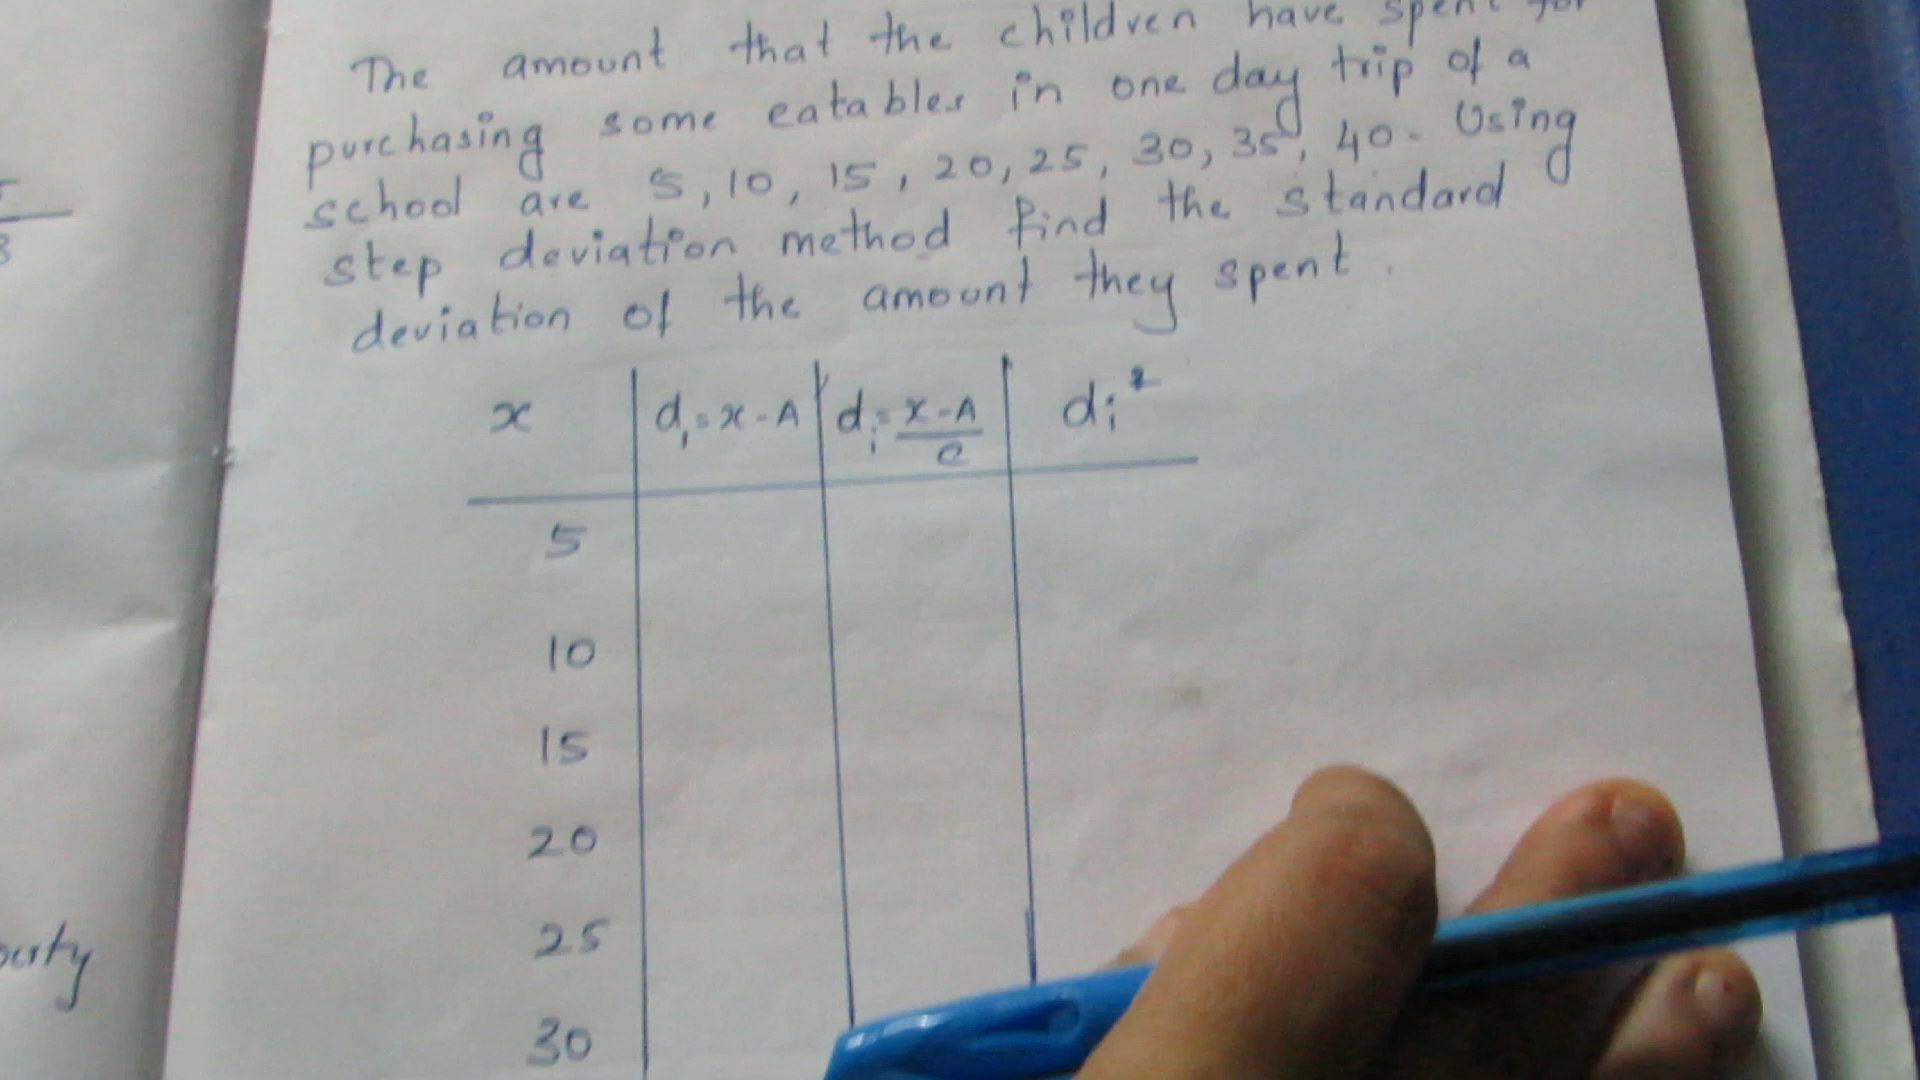 The amount that the children have spent for
purchasing some eatables in one day trip of a
school are 5, 10, 15, 20, 25, 30, 35, 40. Using
step deviation method find the standard
deviation of the amount they spent.
x d₁=x-A dᵢ=x-A/c dᵢ²
5
10
15
20
25
30